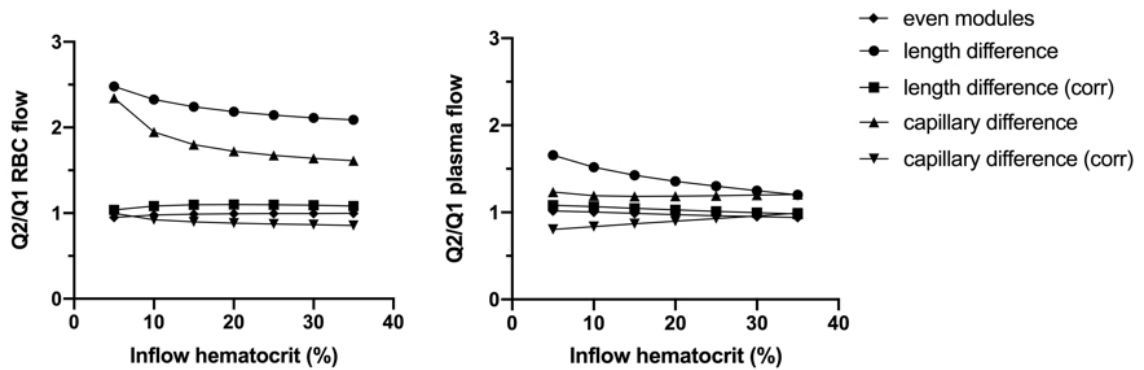 Q2/Q1 RBC flow
3
2
1
0
0
10
20
30
40
Inflow hematocrit (%)
Q2/Q1 plasma flow
3
2
1
0
0
10
20
30
40
Inflow hematocrit (%)
even modules
length difference
length difference (corr)
capillary difference
capillary difference (corr)